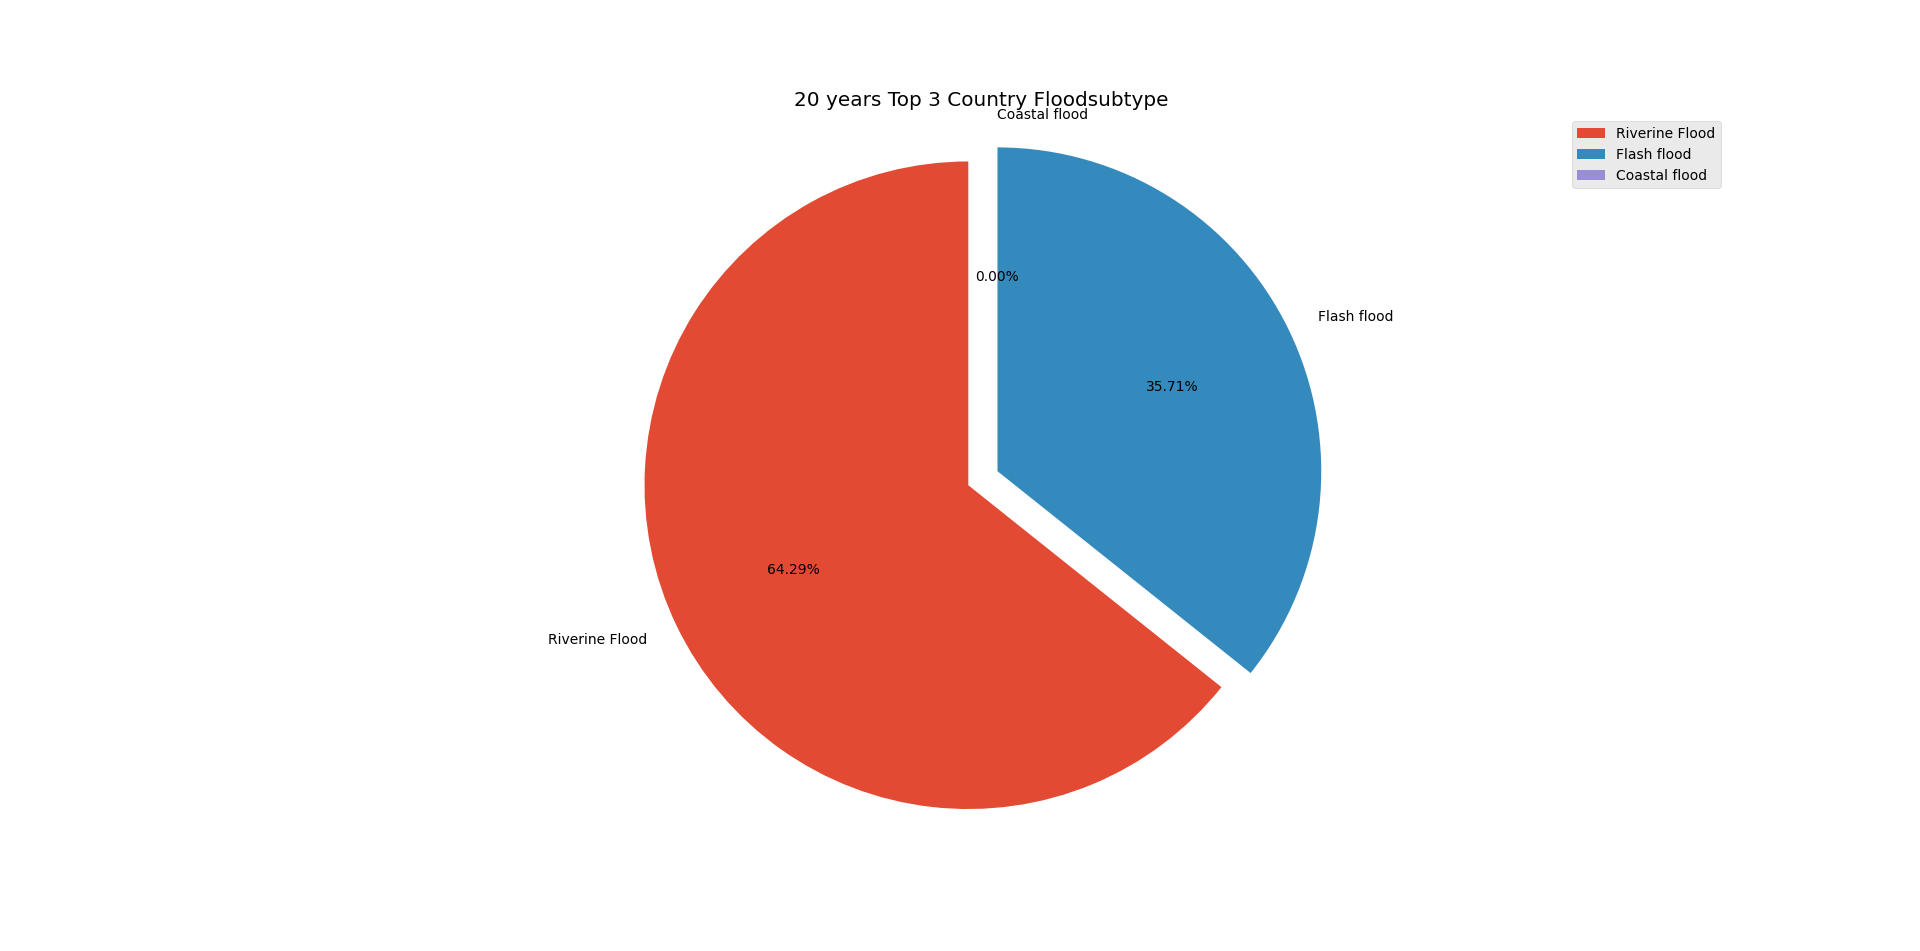 20 years Top 3 Country Floodsubtype
Coastal flood
Riverine Flood
Flash flood
Coastal flood
0.00%
Flash flood
35.71%
64.29%
Riverine Flood